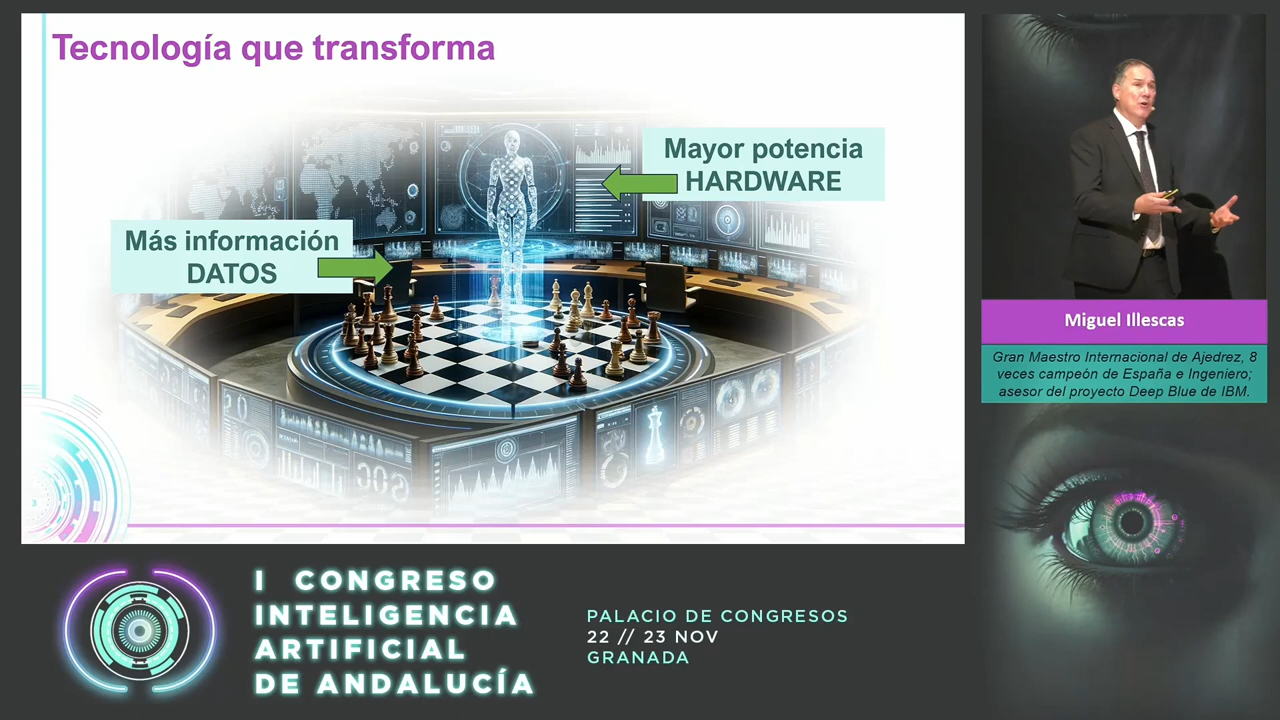 Tecnología que transforma
Mayor potencia
HARDWARE
Más información
DATOS
Miguel Illescas
Gran Maestro Internacional de Ajedrez, 8
veces campeón de España e Ingeniero;
asesor del proyecto Deep Blue de IBM.
I CONGRESO
INTELIGENCIA
ARTIFICIAL
DE ANDALUCÍA
PALACIO DE CONGRESOS
22 // 23 NOV
GRANADA